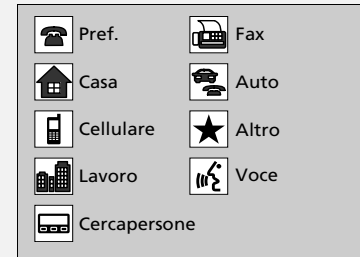 Pref.
Fax
Casa
Auto
Cellulare
Altro
Lavoro
Voce
Cercapersone